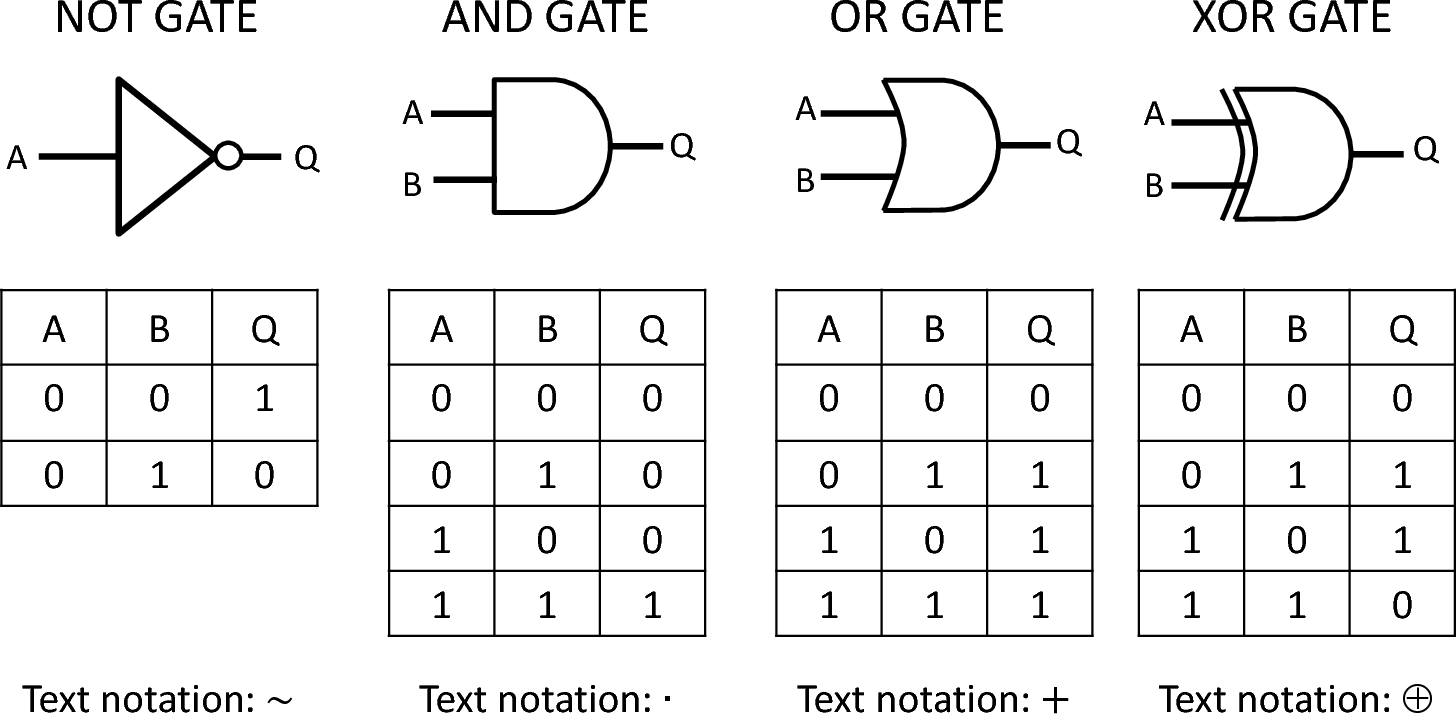 NOT GATE AND GATE OR GATE XOR GATE
A Q A B Q A B Q A B Q
A B Q A B Q A B Q A B Q
0 0 1 0 0 0 0 0 0 0 0 0
0 1 0 0 1 0 0 1 1 0 1 1
1 0 0 1 0 1 1 0 1
1 1 1 1 1 1 1 1 0
Text notation: ~ Text notation: · Text notation: + Text notation: ⊕